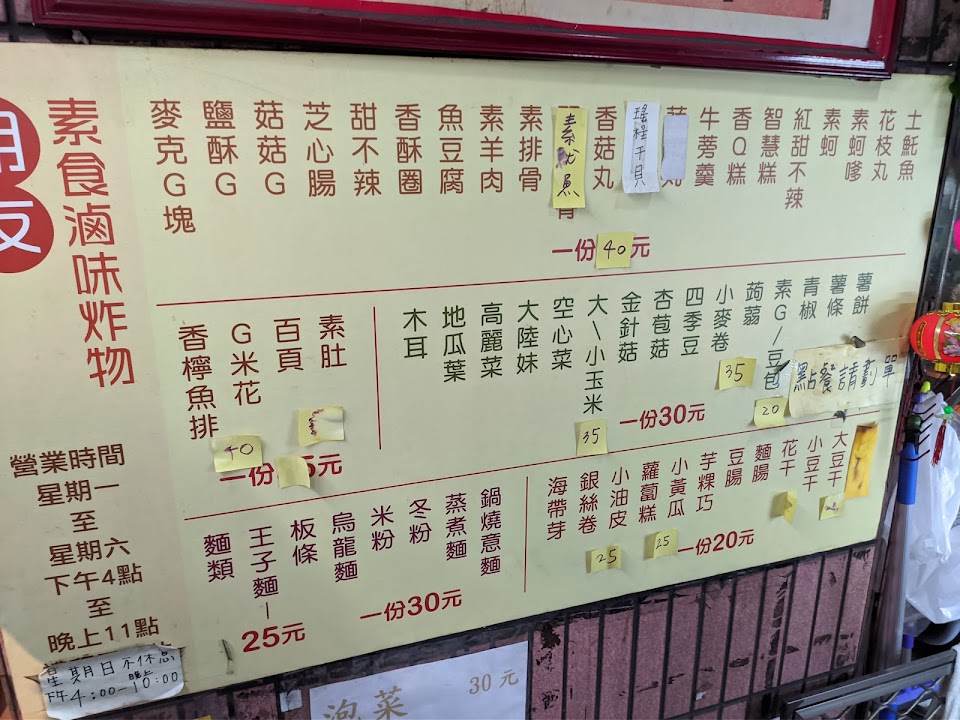 素食滷味炸物
營業時間
星期一
至
星期六
下午4點
至
晚上11點
星期日不休息
4:00-10:00
麥克G塊
鹽酥G
菇菇G
芝心腸
甜不辣
香酥圈
魚豆腐
素羊肉
素排骨
香菇丸
牛蒡羹
香Q糕
智慧糕
紅甜不辣
素蚵
素蚵嗲
花枝丸
土魠魚
一份40元
香檸魚排
G米花
百頁
素肚
40
一份 5元
木耳
地瓜葉
高麗菜
大陸妹
空心菜
大\小玉米
35
金針菇
杏苞菇
四季豆
小麥卷
35
蒟蒻
素G/豆包
20
青椒
薯條
薯餅
點餐請劃單
一份30元
麵類
王子麵–
25元
板條
烏龍麵
米粉
冬粉
蒸煮麵
鍋燒意麵
一份30元
海帶芽
銀絲卷
25
小油皮
蘿蔔糕
25
小黃瓜
芋粿巧
豆腸
麵腸
花干
小豆干
大豆干
一份20元
泡菜 30元